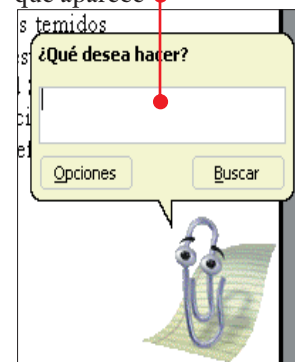 que aparece
s temidos
¿Qué desea hacer?
Opciones
Buscar